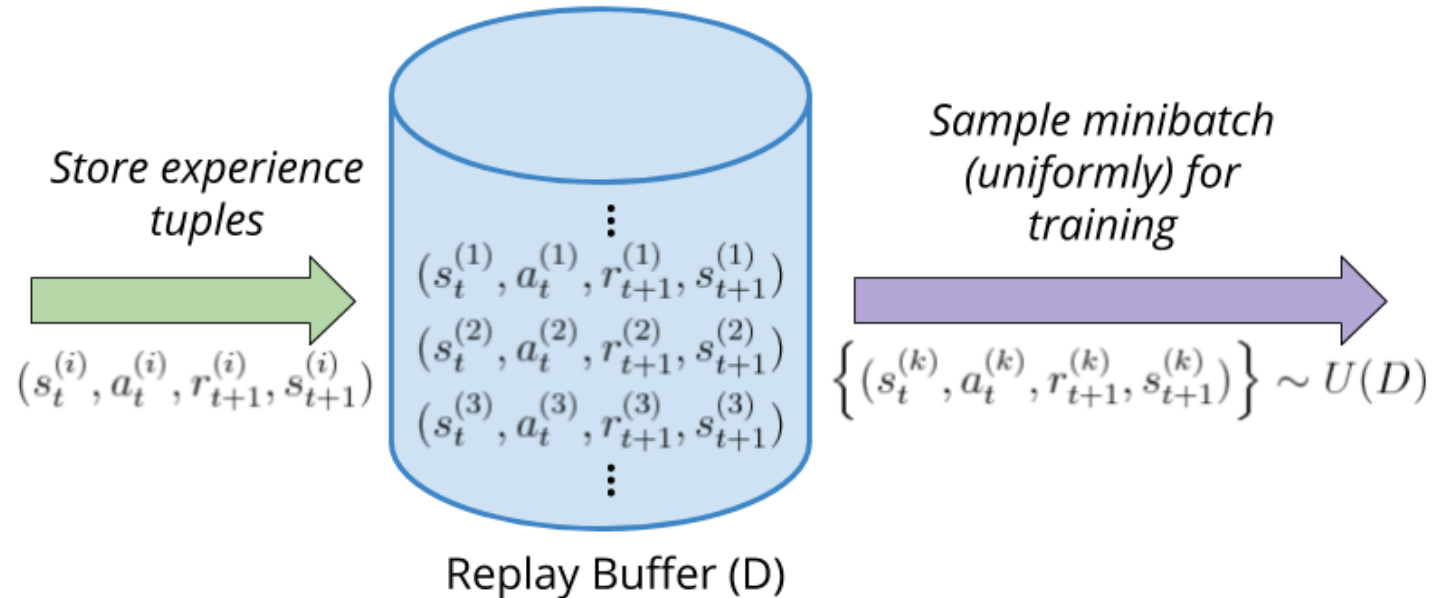 Store experience
tuples
(s_t^{(i)}, a_t^{(i)}, r_{t+1}^{(i)}, s_{t+1}^{(i)})
⋮
(s_t^{(1)}, a_t^{(1)}, r_{t+1}^{(1)}, s_{t+1}^{(1)})
(s_t^{(2)}, a_t^{(2)}, r_{t+1}^{(2)}, s_{t+1}^{(2)})
(s_t^{(3)}, a_t^{(3)}, r_{t+1}^{(3)}, s_{t+1}^{(3)})
⋮
Replay Buffer (D)
Sample minibatch
(uniformly) for
training
{(s_t^{(k)}, a_t^{(k)}, r_{t+1}^{(k)}, s_{t+1}^{(k)})} ∼ U(D)